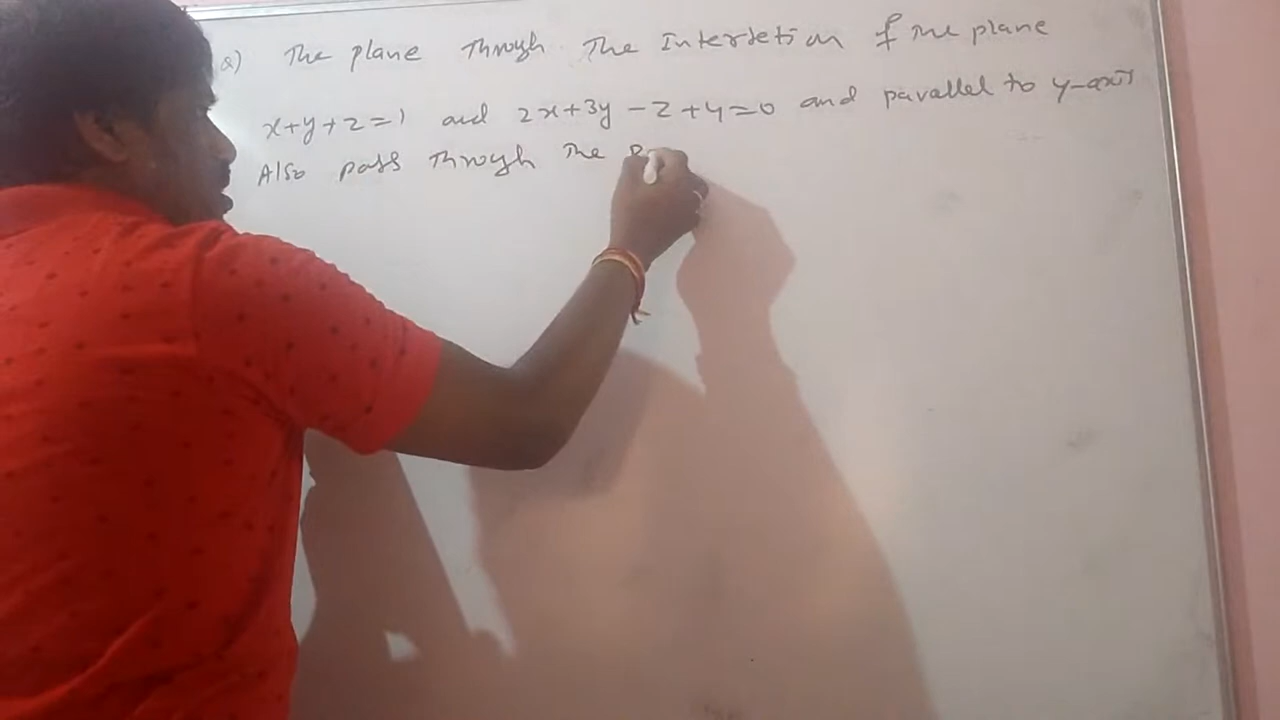 Q) The plane Through The Intersetion of The plane
x+y+z=1 and 2x+3y-z+4=0 and parallel to y-axis
Also pass Through The